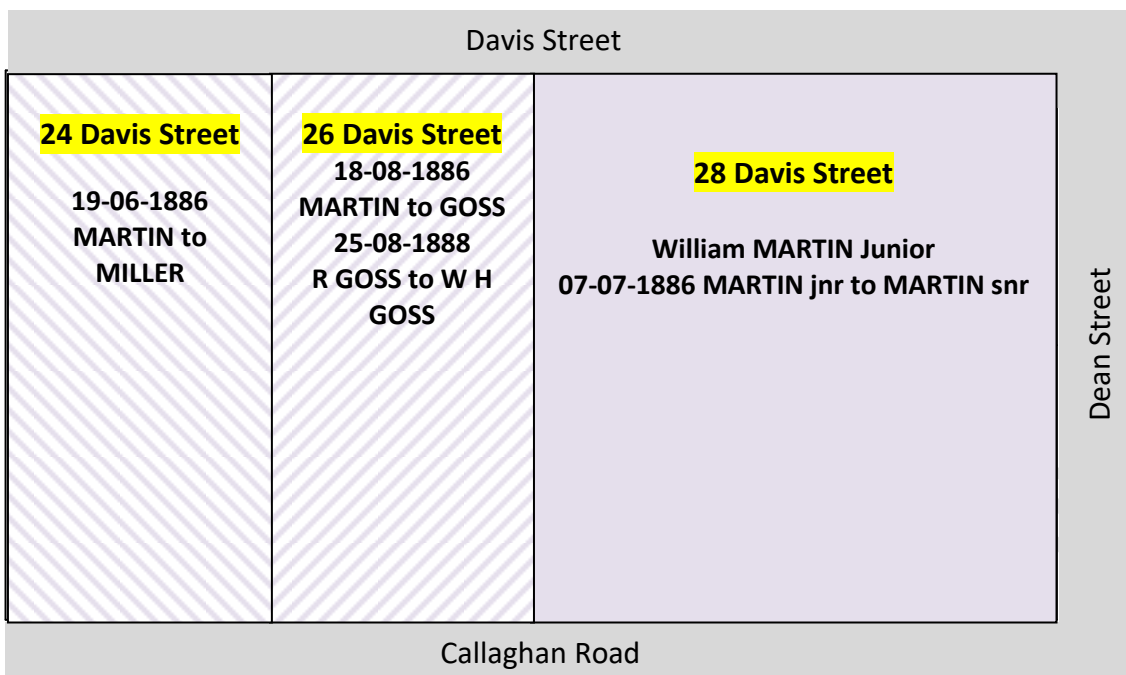 Davis Street
24 Davis Street
19-06-1886
MARTIN to
MILLER
26 Davis Street
18-08-1886
MARTIN to GOSS
25-08-1888
R GOSS to W H
GOSS
28 Davis Street
William MARTIN Junior
07-07-1886 MARTIN jnr to MARTIN snr
Dean Street
Callaghan Road